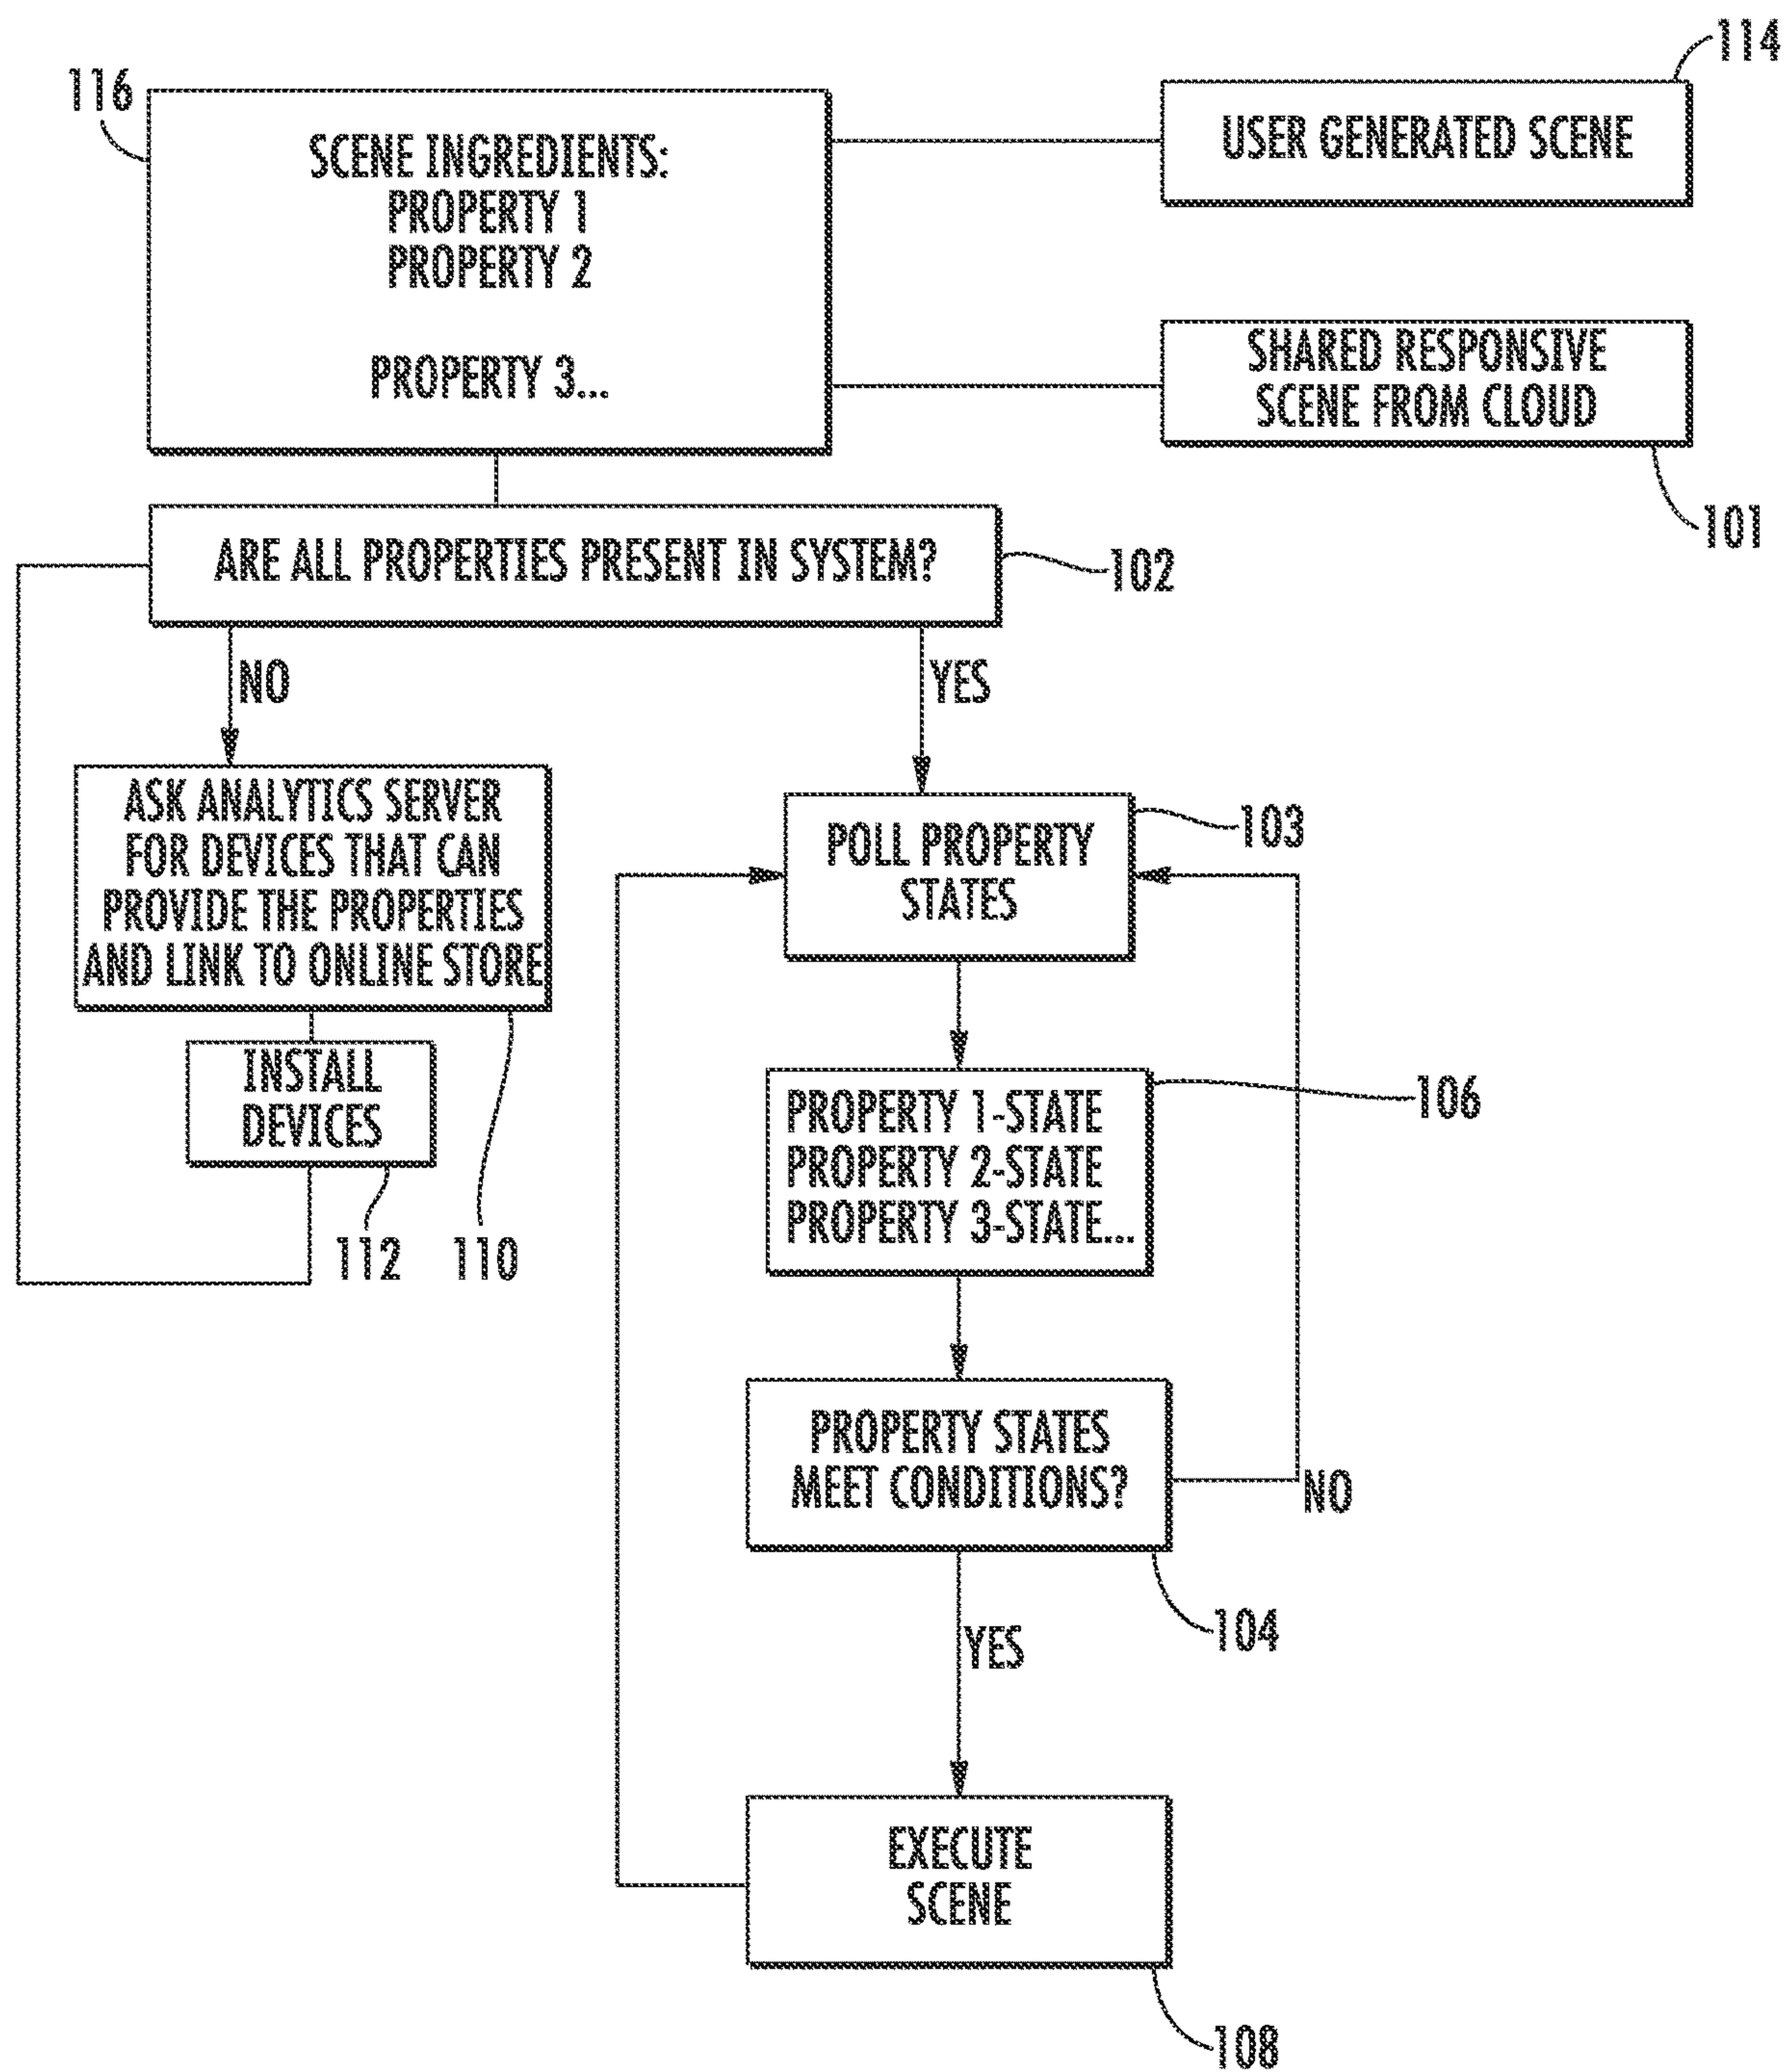 114
116
USER GENERATED SCENE
SCENE INGREDIENTS:
PROPERTY 1
PROPERTY 2
PROPERTY 3...
SHARED RESPONSIVE
SCENE FROM CLOUD
101
ARE ALL PROPERTIES PRESENT IN SYSTEM?
102
NO
YES
ASK ANALYTICS SERVER
FOR DEVICES THAT CAN
PROVIDE THE PROPERTIES
AND LINK TO ONLINE STORE
POLL PROPERTY
STATES
103
INSTALL
DEVICES
112
110
PROPERTY 1-STATE
PROPERTY 2-STATE
PROPERTY 3-STATE...
106
PROPERTY STATES
MEET CONDITIONS?
NO
104
YES
EXECUTE
SCENE
108